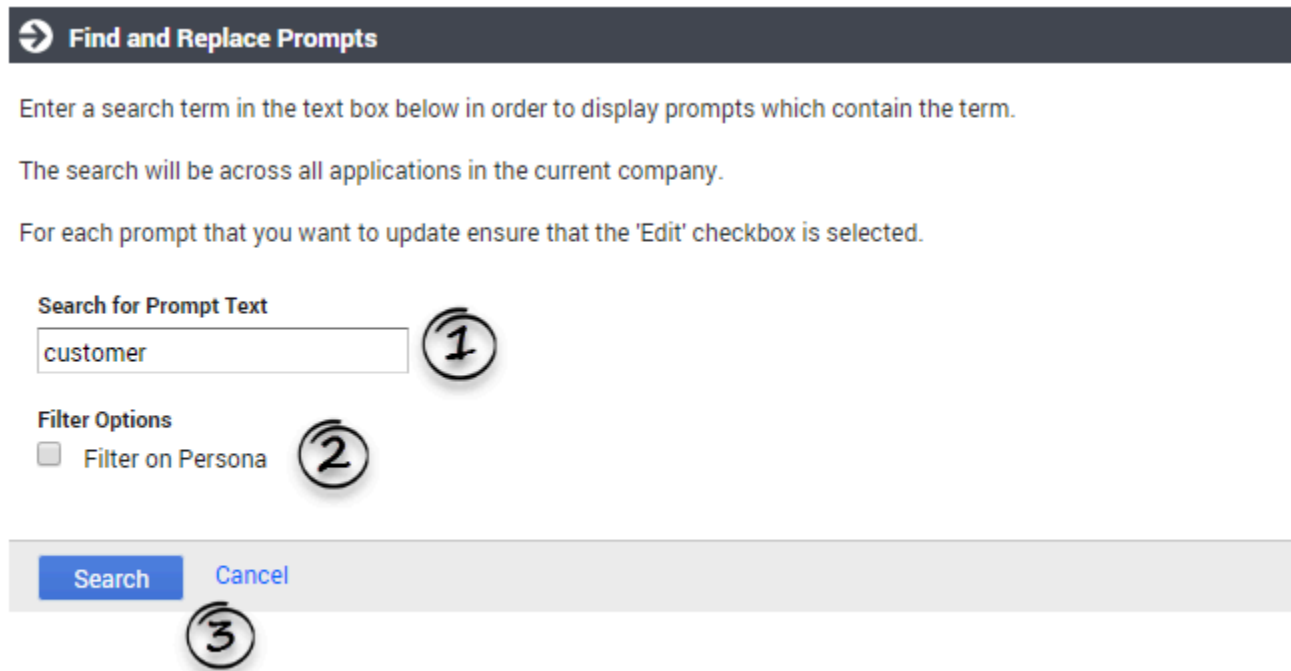 Find and Replace Prompts
Enter a search term in the text box below in order to display prompts which contain the term.
The search will be across all applications in the current company.
For each prompt that you want to update ensure that the 'Edit' checkbox is selected.
Search for Prompt Text
customer
1
Filter Options
Filter on Persona
2
Search Cancel
3